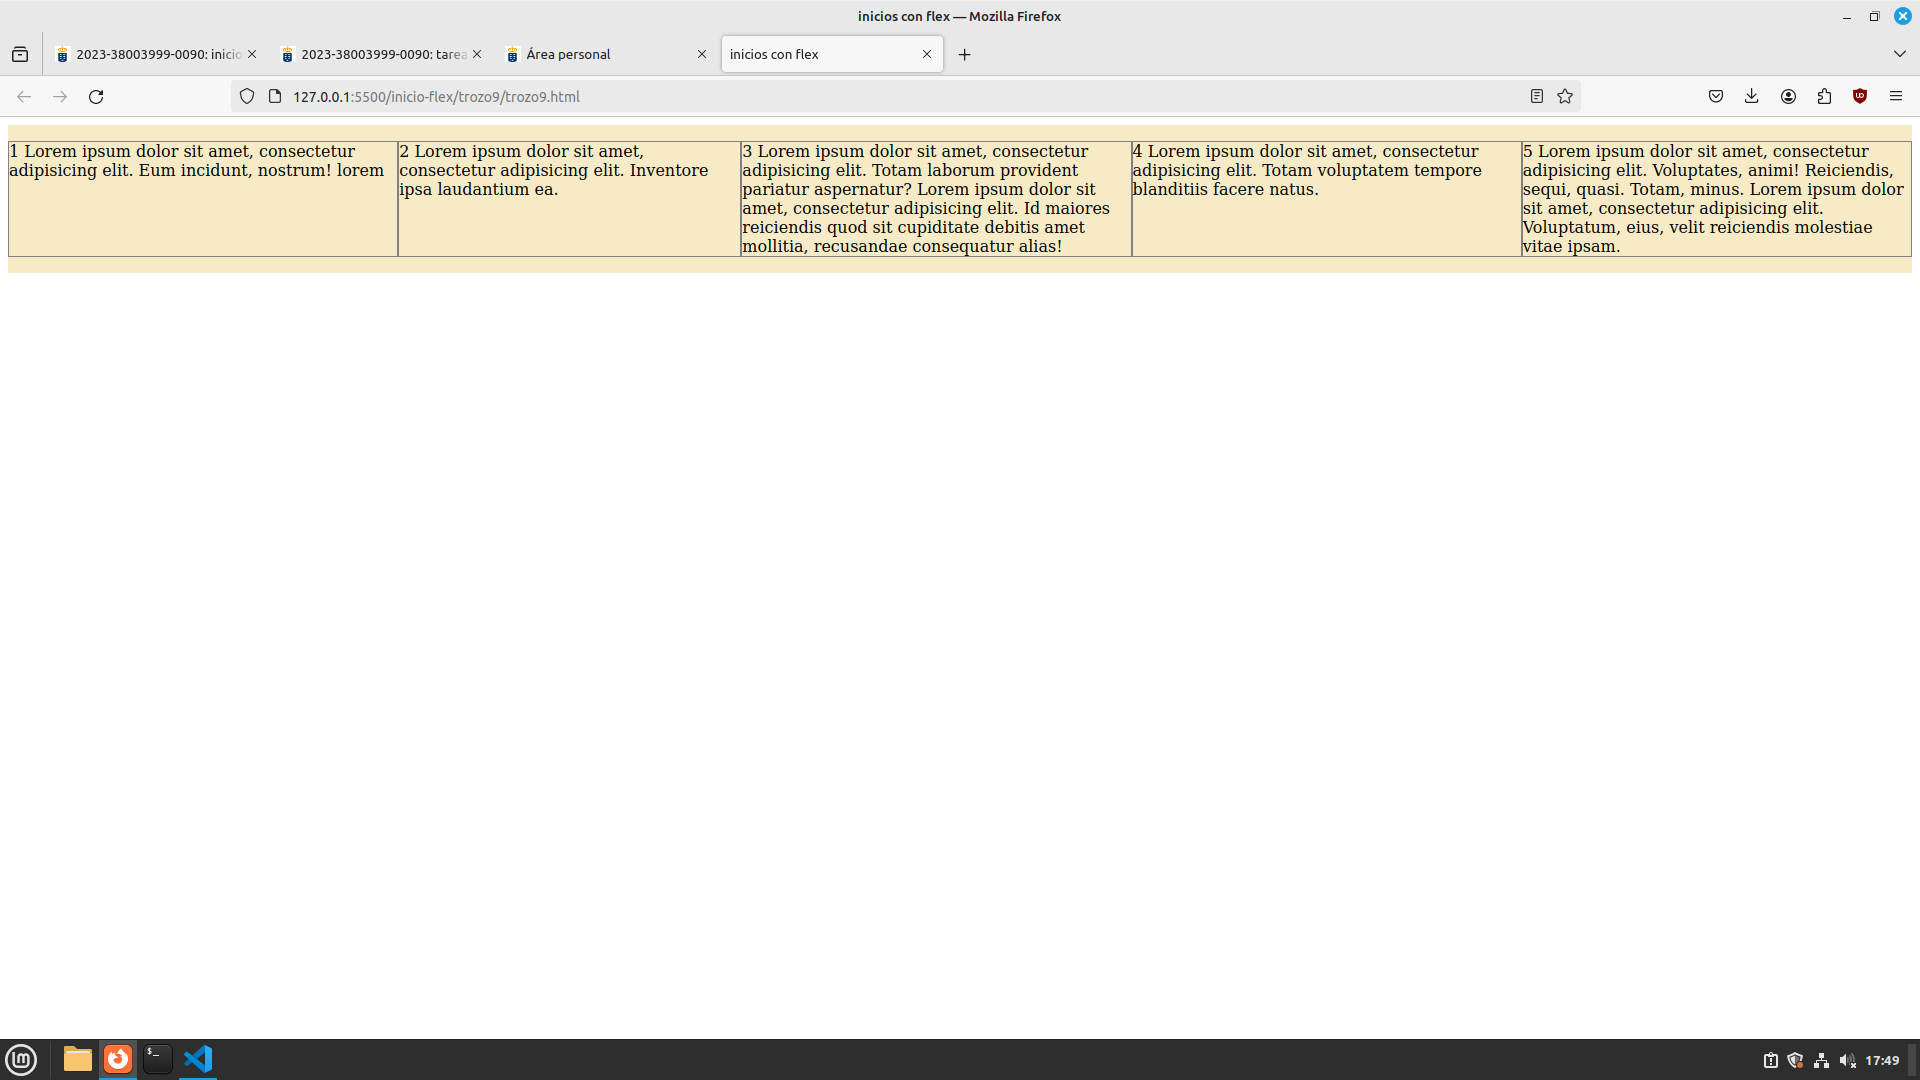 inicios con flex — Mozilla Firefox
2023-38003999-0090: inicio
2023-38003999-0090: tarea
Área personal
inicios con flex
127.0.0.1:5500/inicio-flex/trozo9/trozo9.html
1 Lorem ipsum dolor sit amet, consectetur
adipisicing elit. Eum incidunt, nostrum! lorem
2 Lorem ipsum dolor sit amet,
consectetur adipisicing elit. Inventore
ipsa laudantium ea.
3 Lorem ipsum dolor sit amet, consectetur
adipisicing elit. Totam laborum provident
pariatur aspernatur? Lorem ipsum dolor sit
amet, consectetur adipisicing elit. Id maiores
reiciendis quod sit cupiditate debitis amet
mollitia, recusandae consequatur alias!
4 Lorem ipsum dolor sit amet, consectetur
adipisicing elit. Totam voluptatem tempore
blanditiis facere natus.
5 Lorem ipsum dolor sit amet, consectetur
adipisicing elit. Voluptates, animi! Reiciendis,
sequi, quasi. Totam, minus. Lorem ipsum dolor
sit amet, consectetur adipisicing elit.
Voluptatum, eius, velit reiciendis molestiae
vitae ipsam.
17:49